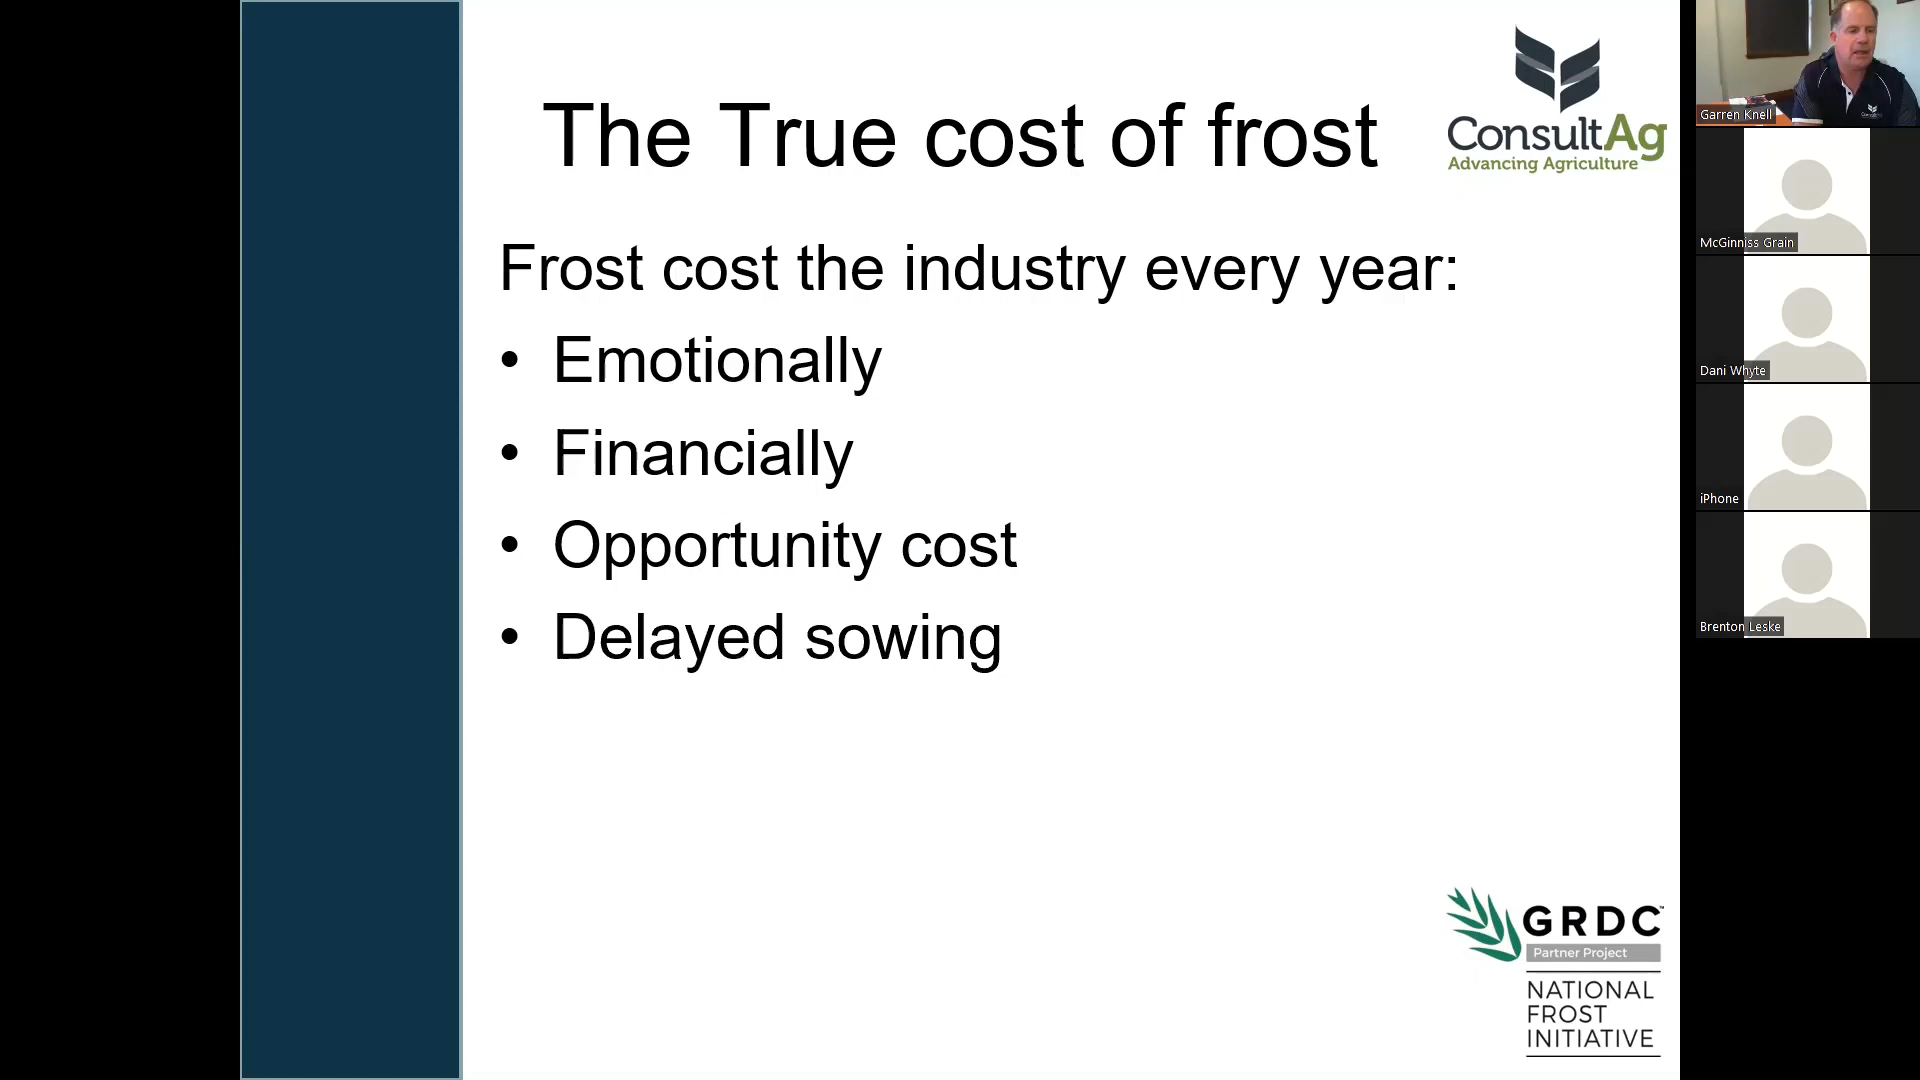 The True cost of frost
ConsultAg
Advancing Agriculture
Frost cost the industry every year:
• Emotionally
• Financially
• Opportunity cost
• Delayed sowing
GRDC™
Partner Project
NATIONAL
FROST
INITIATIVE
Garren Knell
McGinniss Grain
Dani Whyte
iPhone
Brenton Leske